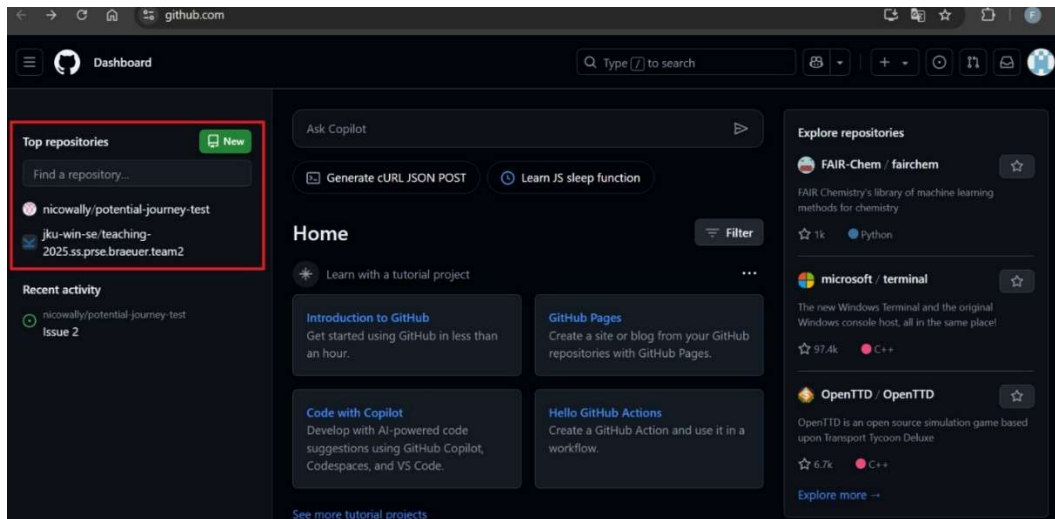 github.com
Dashboard
Type / to search
Top repositories
New
Find a repository...
nicowally/potential-journey-test
jku-win-se/teaching-
2025.ss.prse.braeuer.team2
Recent activity
nicowally/potential-journey-test
Issue 2
Ask Copilot
Generate cURL JSON POST
Learn JS sleep function
Home
Filter
Learn with a tutorial project
Introduction to GitHub
Get started using GitHub in less than
an hour.
GitHub Pages
Create a site or blog from your GitHub
repositories with GitHub Pages.
Code with Copilot
Develop with AI-powered code
suggestions using GitHub Copilot,
Codespaces, and VS Code.
Hello GitHub Actions
Create a GitHub Action and use it in a
workflow.
See more tutorial projects
Explore repositories
FAIR-Chem / fairchem
FAIR Chemistry's library of machine learning
methods for chemistry
1k Python
microsoft / terminal
The new Windows Terminal and the original
Windows console host, all in the same place!
97.4k C++
OpenTTD / OpenTTD
OpenTTD is an open source simulation game based
upon Transport Tycoon Deluxe
6.7k C++
Explore more →